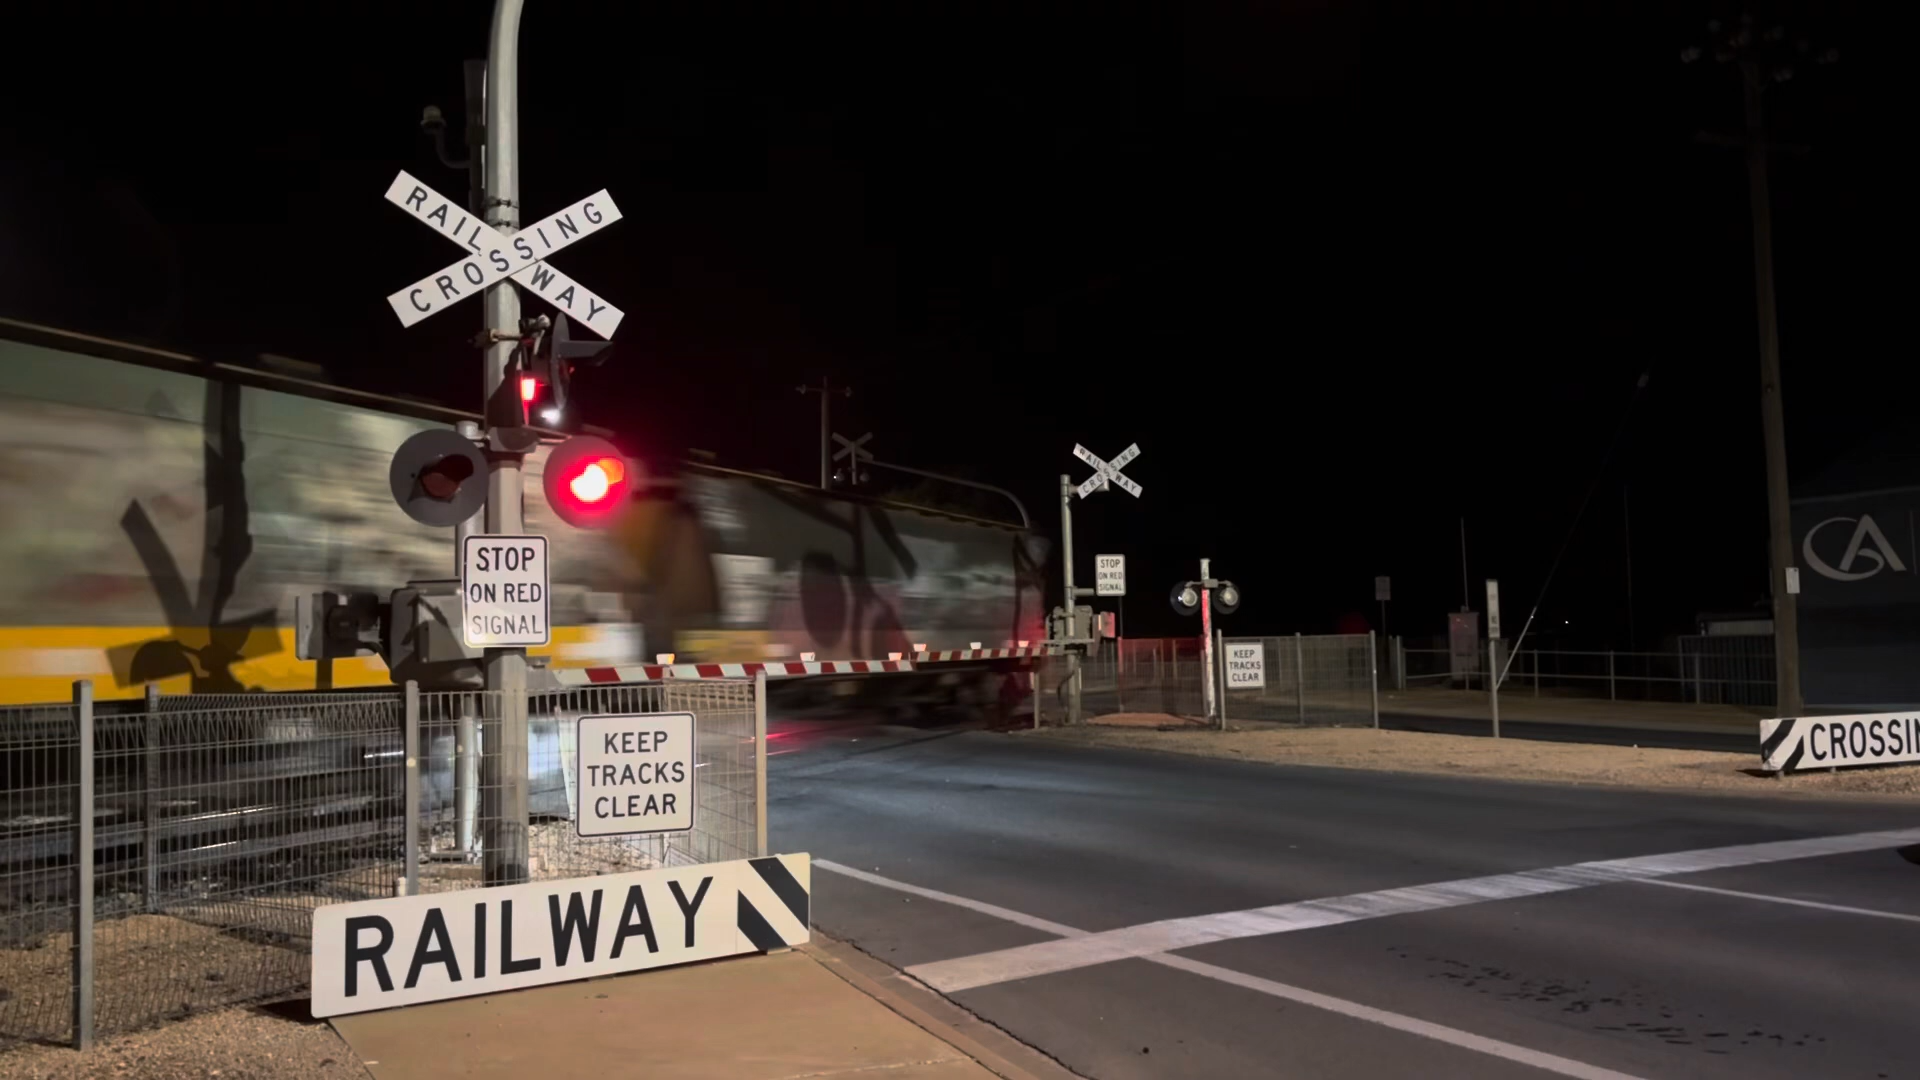 RAILWAY
CROSSING
STOP
ON RED
SIGNAL
KEEP
TRACKS
CLEAR
RAILWAY
RAILWAY
CROSSING
STOP
ON RED
SIGNAL
KEEP
TRACKS
CLEAR
CROSSIN